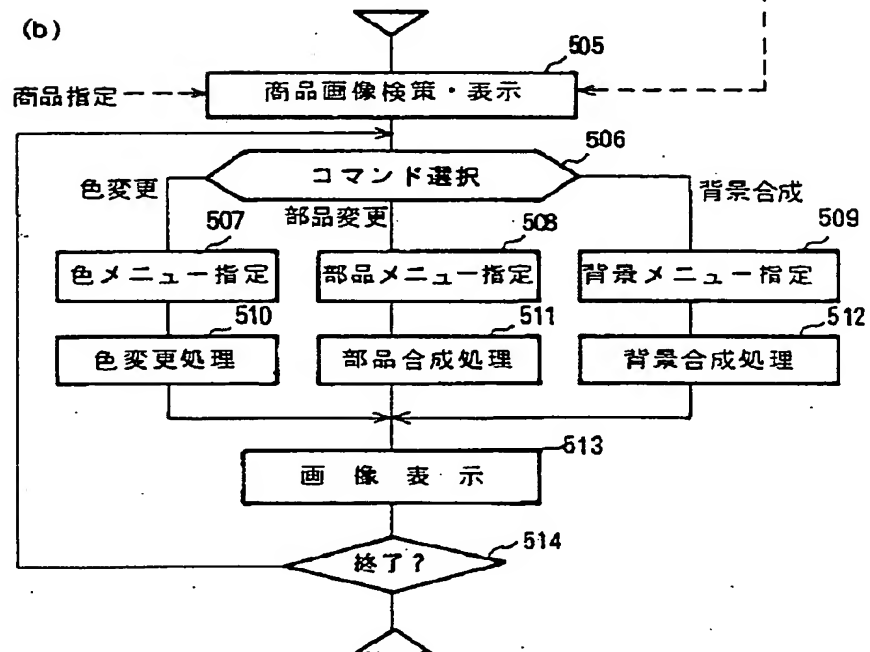 (b)
505
商品指定
商品画像検策・表示
506
コマンド選択
色変更
部品変更
背景合成
507
508
509
色メニュー指定
部品メニュー指定
背景メニュー指定
510
511
512
色変更処理
部品合成処理
背景合成処理
513
画像表示
514
終了?